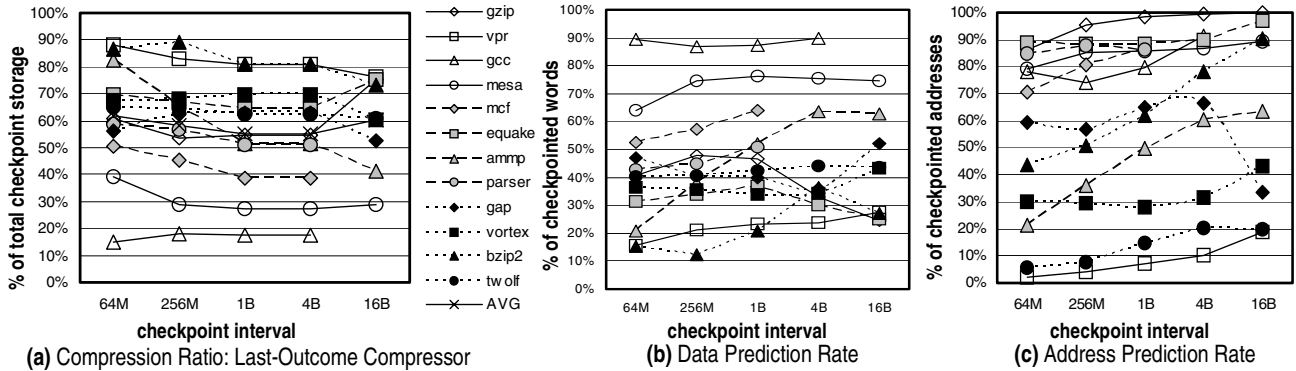 % of total checkpoint storage
100%
90%
80%
70%
60%
50%
40%
30%
20%
10%
0%
64M 256M 1B 4B 16B
checkpoint interval
(a) Compression Ratio: Last-Outcome Compressor
gzip
vpr
gcc
mesa
mcf
equake
ammp
parser
gap
vortex
bzip2
twolf
AVG
% of checkpointed words
100%
90%
80%
70%
60%
50%
40%
30%
20%
10%
0%
64M 256M 1B 4B 16B
checkpoint interval
(b) Data Prediction Rate
% of checkpointed addresses
100%
90%
80%
70%
60%
50%
40%
30%
20%
10%
0%
64M 256M 1B 4B 16B
checkpoint interval
(c) Address Prediction Rate